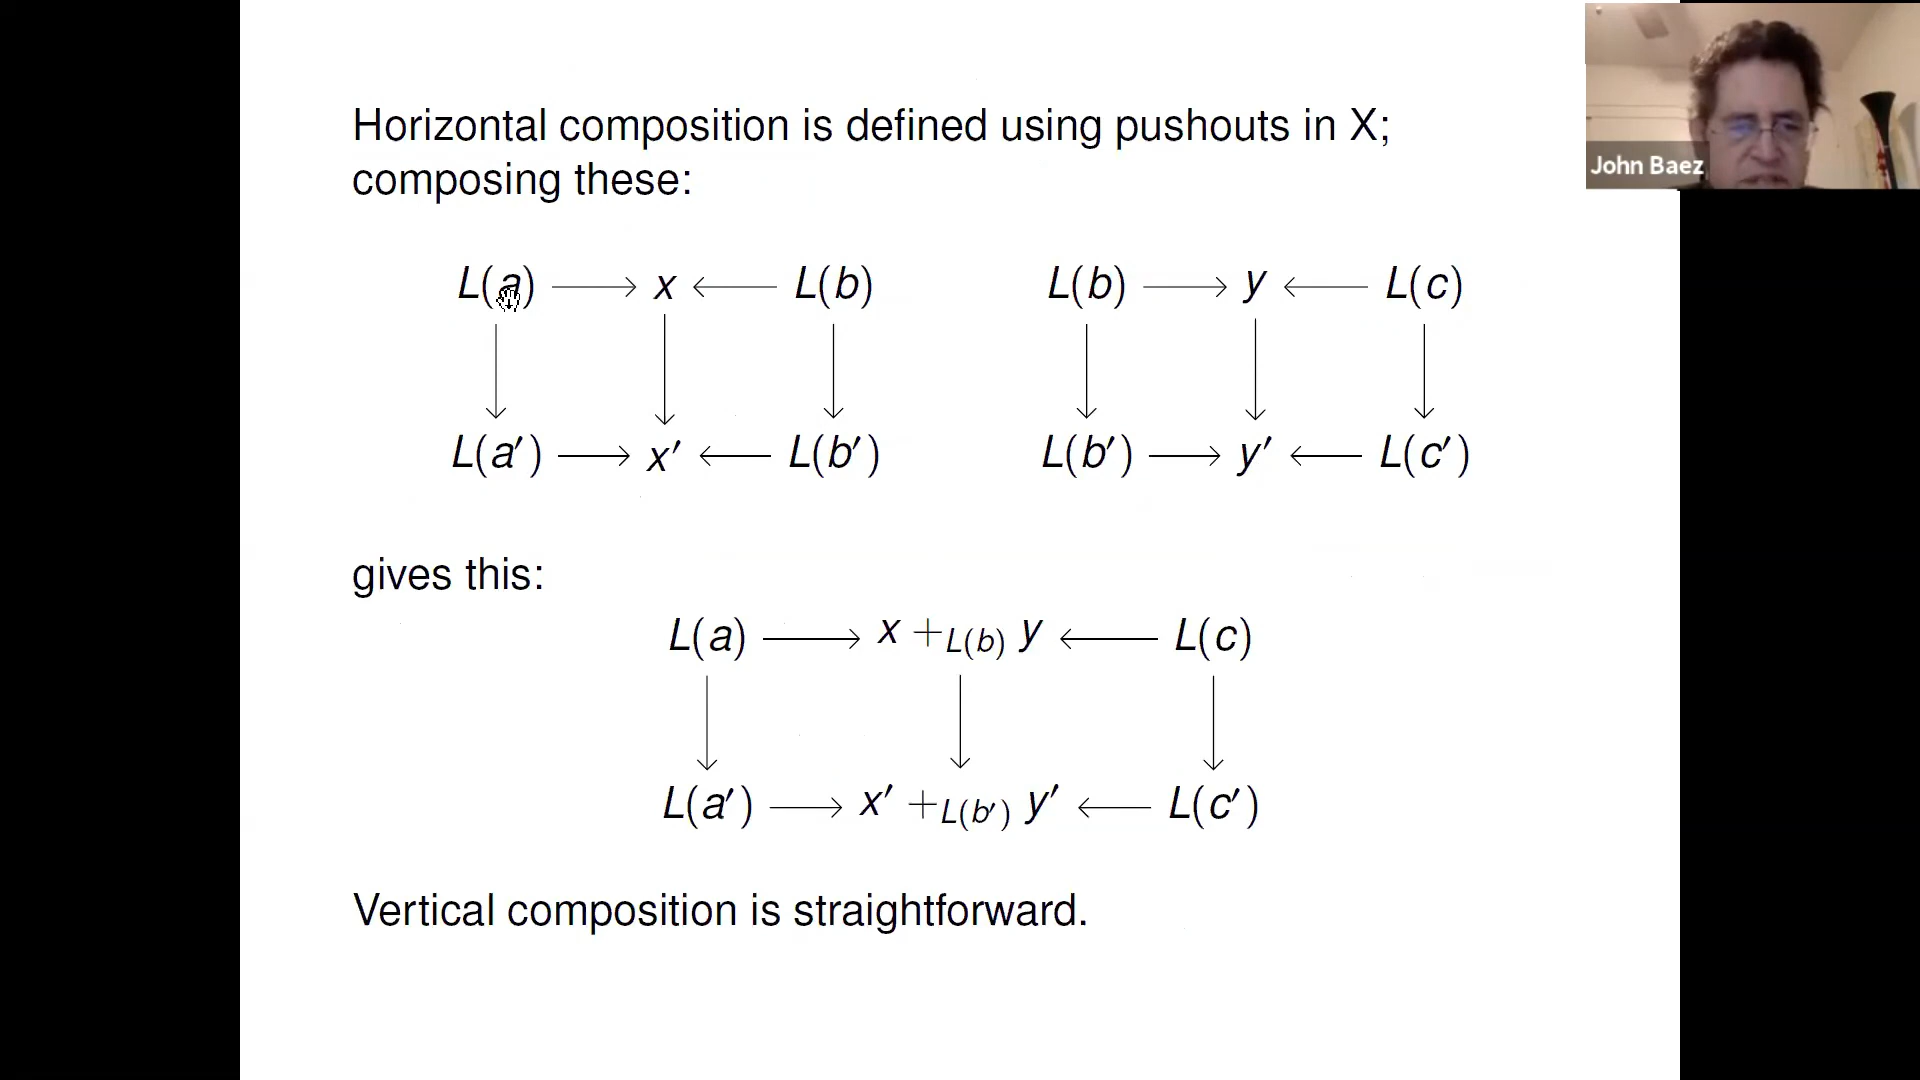 Horizontal composition is defined using pushouts in X;
composing these:
John Baez
L(a) ⟶ x ⟵ L(b) L(b) ⟶ y ⟵ L(c)
L(a′) ⟶ x′ ⟵ L(b′) L(b′) ⟶ y′ ⟵ L(c′)
gives this:
L(a) ⟶ x +_{L(b)} y ⟵ L(c)
L(a′) ⟶ x′ +_{L(b′)} y′ ⟵ L(c′)
Vertical composition is straightforward.